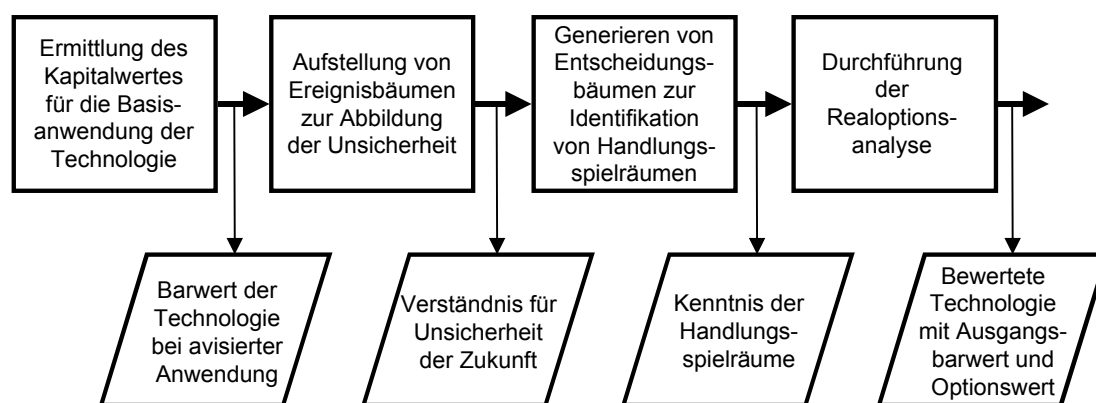 Ermittlung des
Kapitalwertes
für die Basis-
anwendung der
Technologie
Aufstellung von
Ereignisbäumen
zur Abbildung
der Unsicherheit
Generieren von
Entscheidungs-
bäumen zur
Identifikation
von Handlungs-
spielräumen
Durchführung
der
Realoptions-
analyse
Barwert der
Technologie
bei avisierter
Anwendung
Verständnis für
Unsicherheit
der Zukunft
Kenntnis der
Handlungs-
spielräume
Bewertete
Technologie
mit Ausgangs-
barwert und
Optionswert